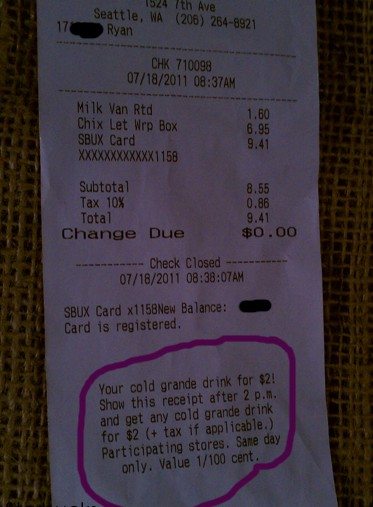 1524 7th Ave
Seattle, WA (206) 264-8921
Ryan
CHK 710098
07/18/2011 08:37AM
Milk Van Rtd 1.60
Chix Let Wrp Box 6.95
SBUX Card 9.41
XXXXXXXXXXXX1158
Subtotal 8.55
Tax 10% 0.86
Total 9.41
Change Due $0.00
------------ Check Closed ------------
07/18/2011 08:38:07AM
SBUX Card x1158New Balance:
Card is registered.
Your cold grande drink for $2!
Show this receipt after 2 p.m.
and get any cold grande drink
for $2 (+ tax if applicable.)
Participating stores. Same day
only. Value 1/100 cent.